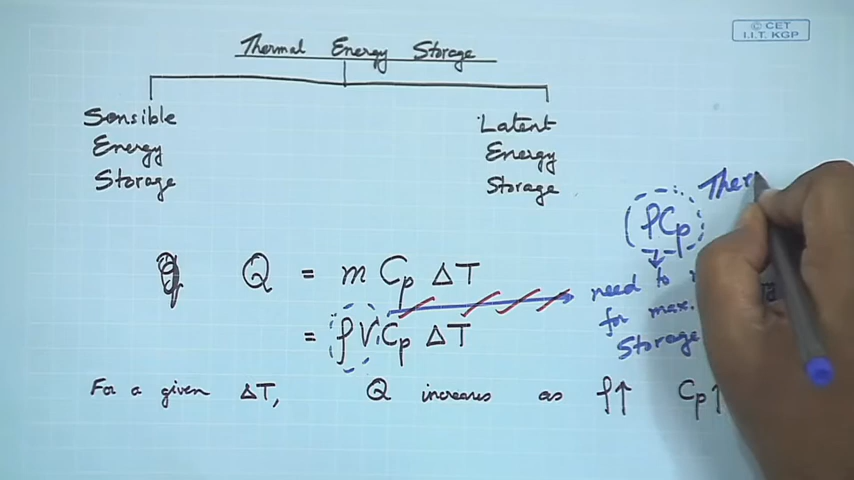 © CET
I.I.T. KGP
Thermal Energy Storage
Sensible
Energy
Storage
Latent
Energy
Storage
ρCp
Ther
Q = m Cp ΔT
= ρ V Cp ΔT
need to
for max.
Storage
For a given ΔT, Q increases as ρ↑ Cp↑